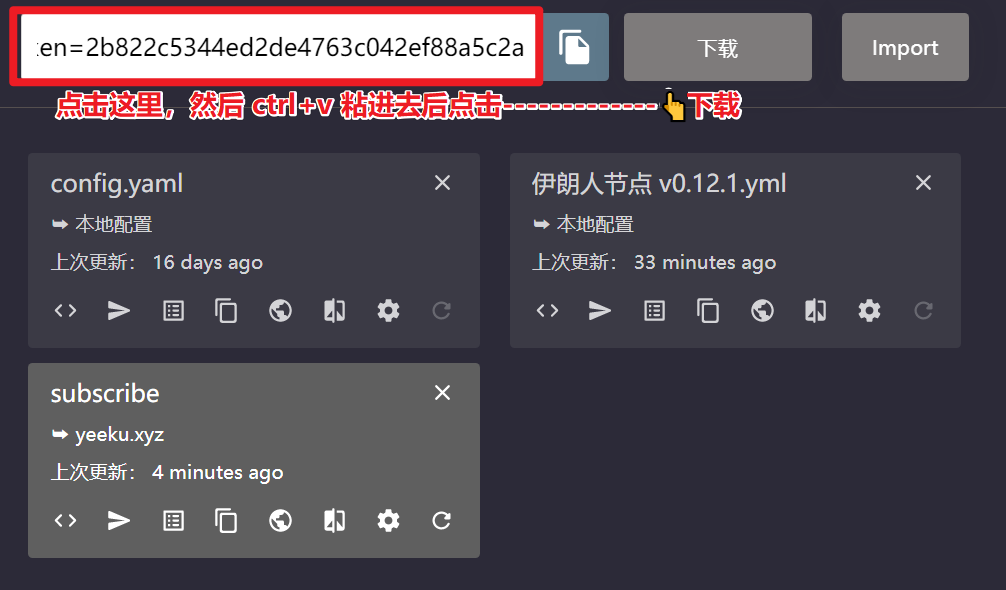 ken=2b822c5344ed2de4763c042ef88a5c2a
下载
Import
点击这里，然后 ctrl+v 粘进去后点击-------------👆下载
config.yaml
本地配置
上次更新： 16 days ago
伊朗人节点 v0.12.1.yml
本地配置
上次更新： 33 minutes ago
subscribe
yeeku.xyz
上次更新： 4 minutes ago